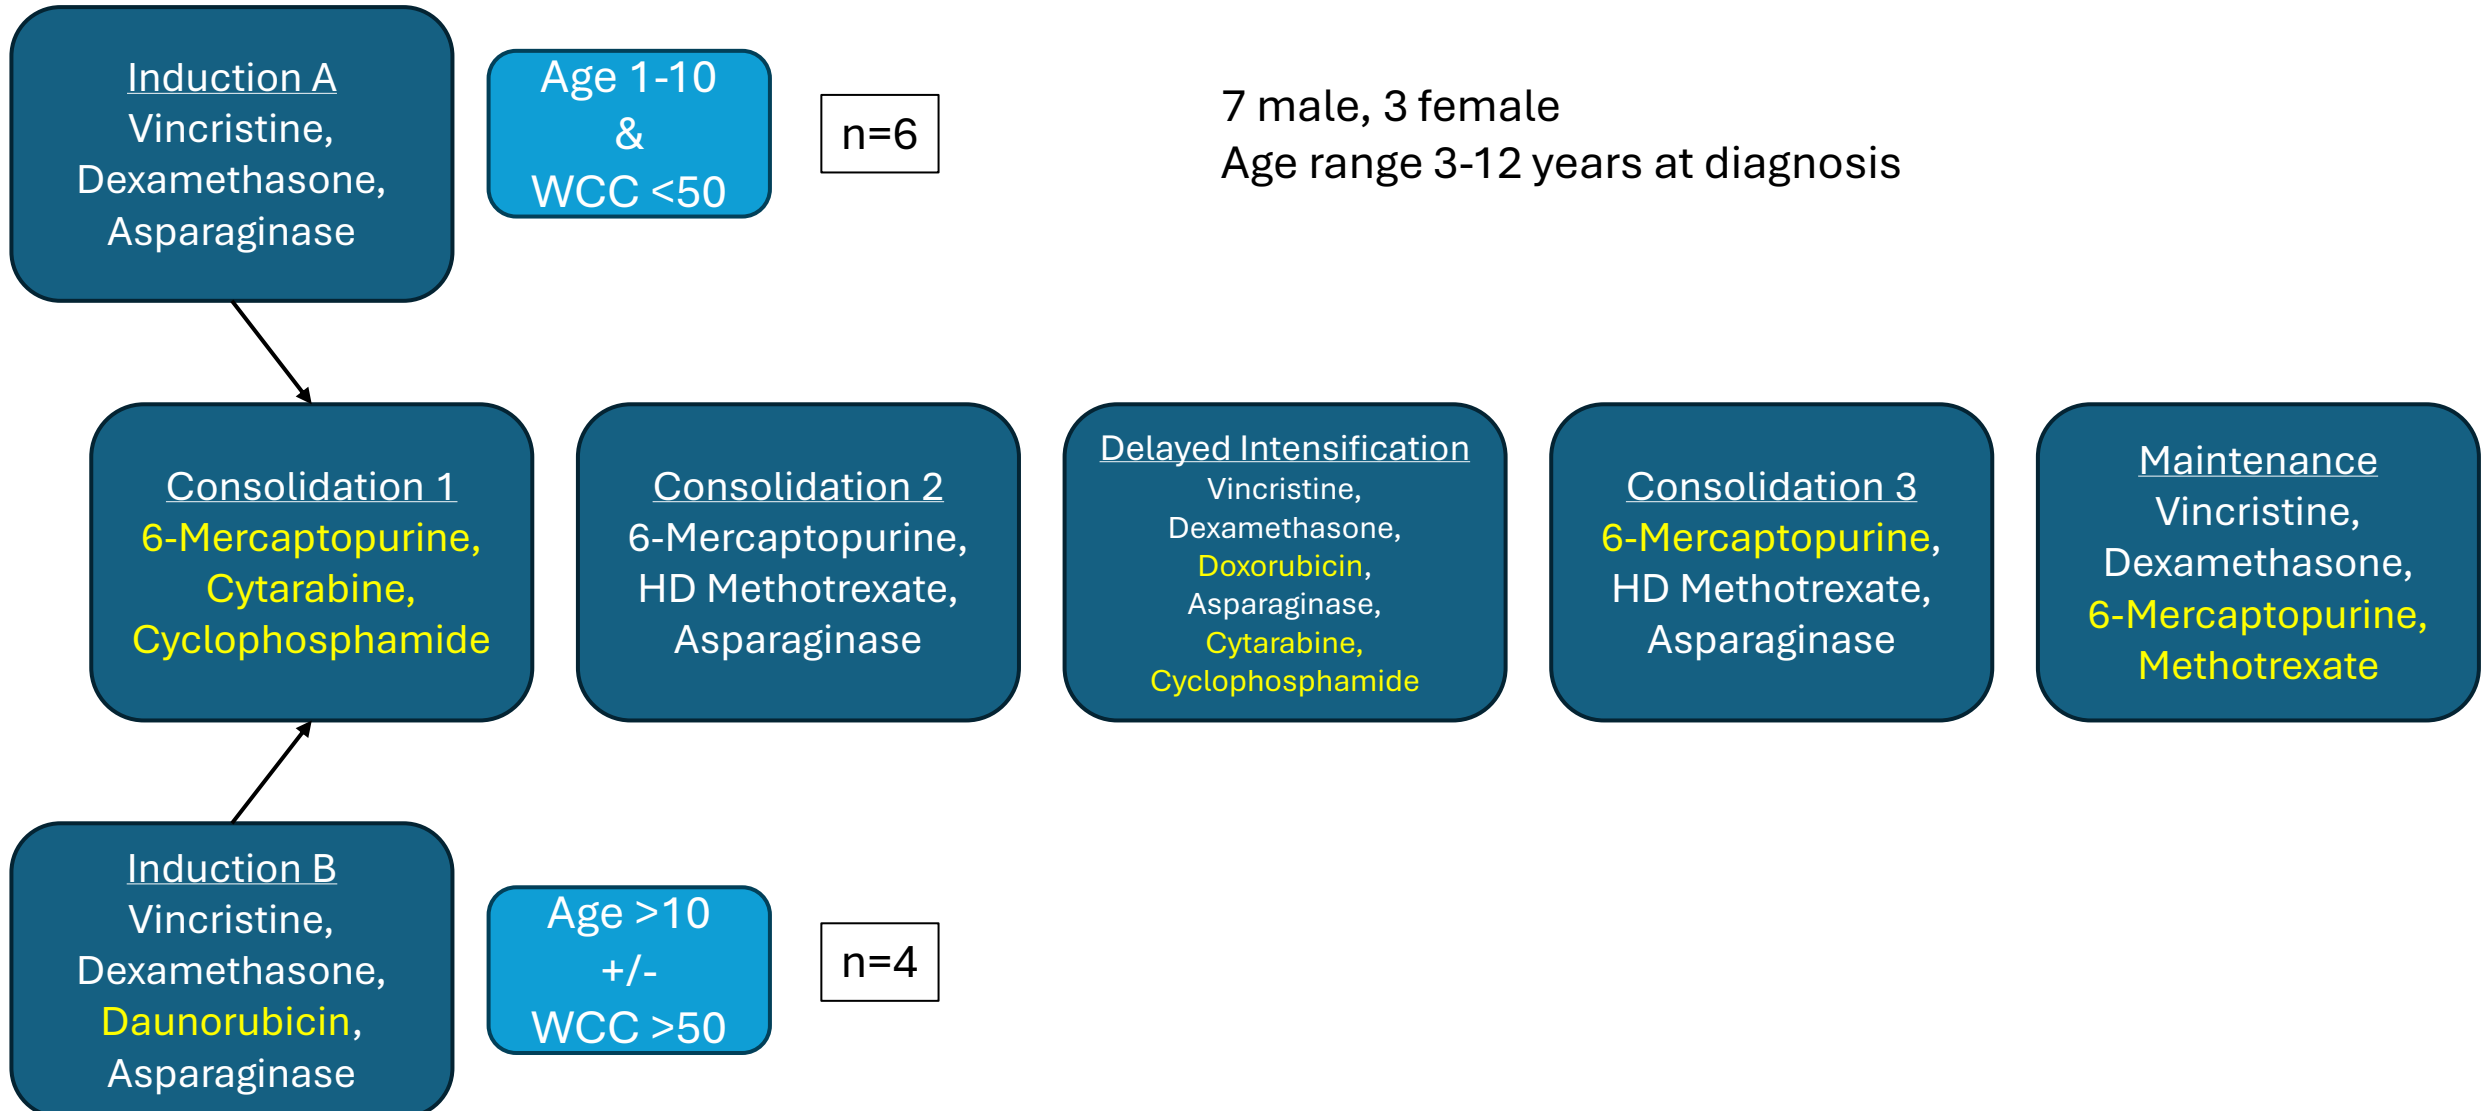 Induction A
Vincristine,
Dexamethasone,
Asparaginase
Age 1-10
&
WCC <50
n=6
7 male, 3 female
Age range 3-12 years at diagnosis
Consolidation 1
6-Mercaptopurine,
Cytarabine,
Cyclophosphamide
Consolidation 2
6-Mercaptopurine,
HD Methotrexate,
Asparaginase
Delayed Intensification
Vincristine,
Dexamethasone,
Doxorubicin,
Asparaginase,
Cytarabine,
Cyclophosphamide
Consolidation 3
6-Mercaptopurine,
HD Methotrexate,
Asparaginase
Maintenance
Vincristine,
Dexamethasone,
6-Mercaptopurine,
Methotrexate
Induction B
Vincristine,
Dexamethasone,
Daunorubicin,
Asparaginase
Age >10
+/-
WCC >50
n=4